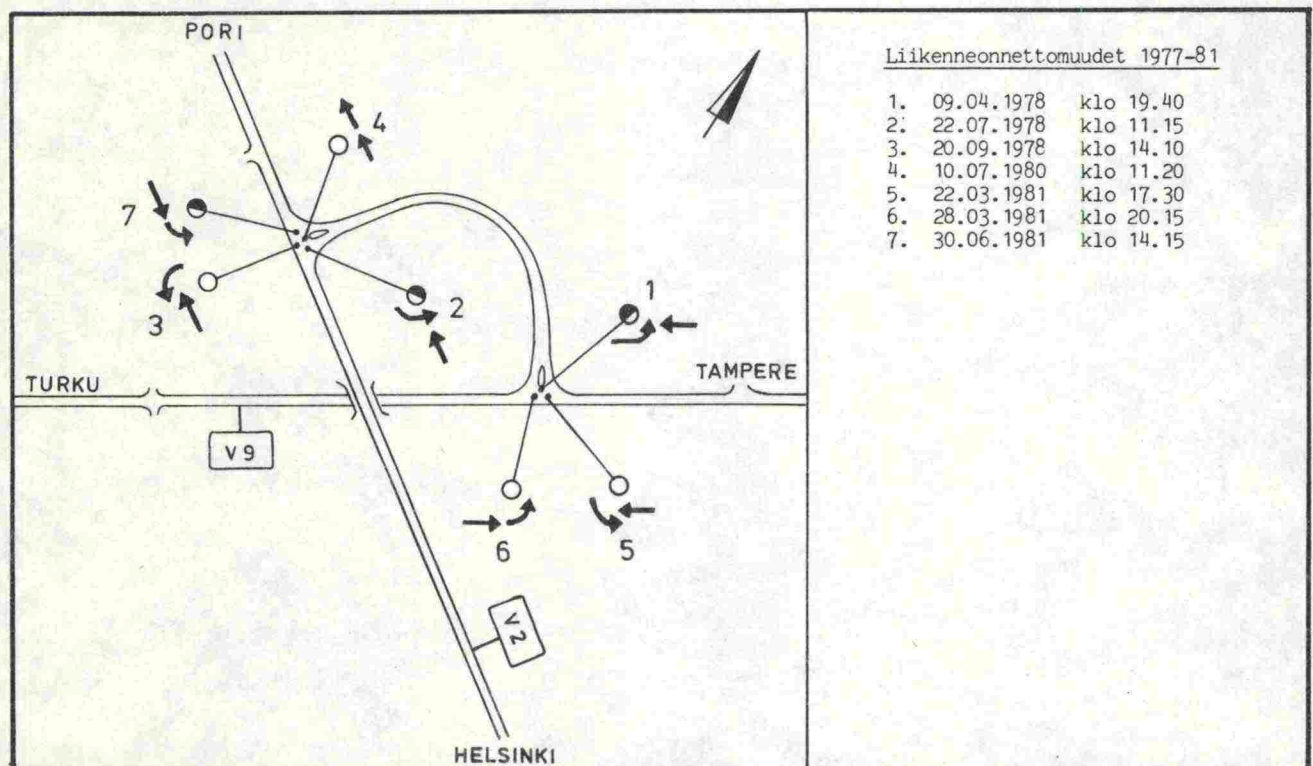 PORI
4
7
3
2
1
TURKU
TAMPERE
V9
6
5
V2
HELSINKI
Liikenneonnettomuudet 1977-81
1. 09.04.1978 klo 19.40
2. 22.07.1978 klo 11.15
3. 20.09.1978 klo 14.10
4. 10.07.1980 klo 11.20
5. 22.03.1981 klo 17.30
6. 28.03.1981 klo 20.15
7. 30.06.1981 klo 14.15